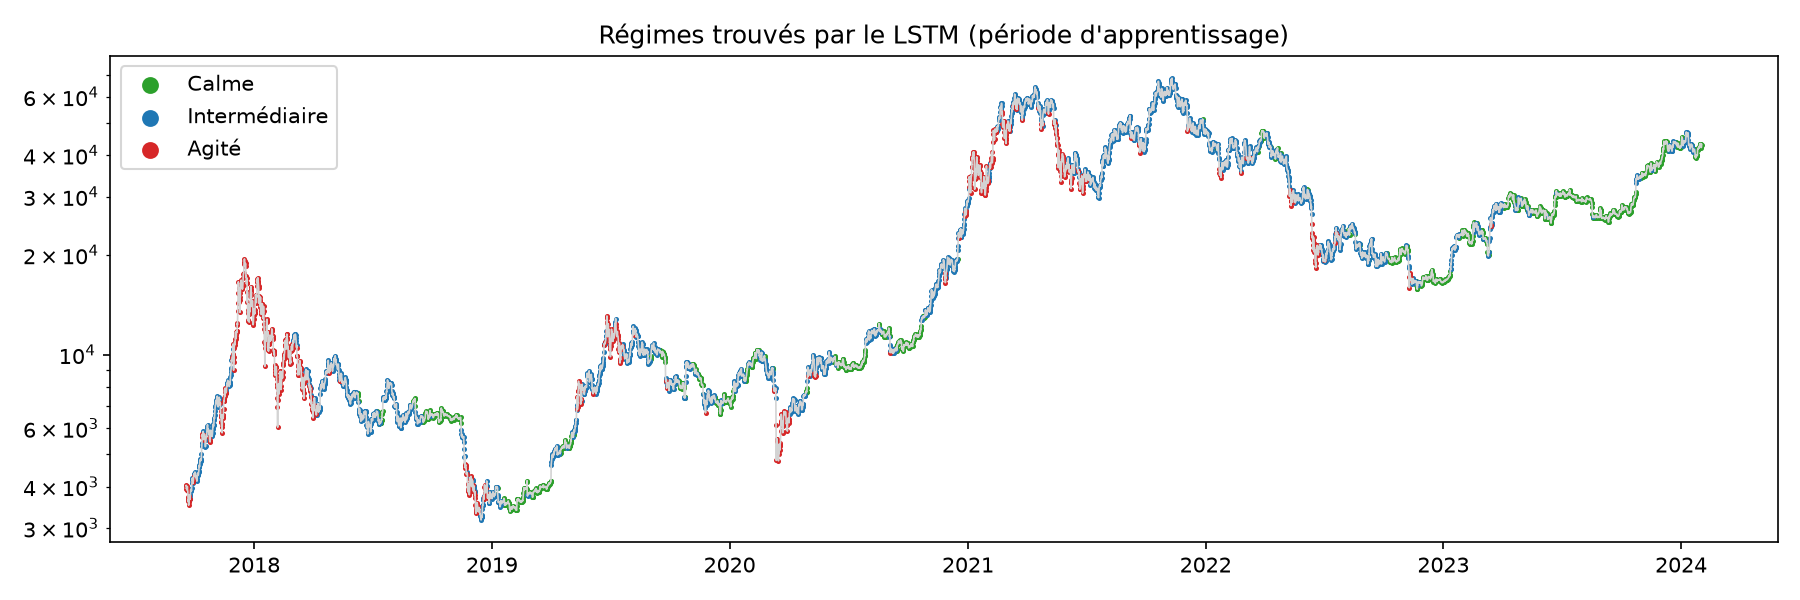 Régimes trouvés par le LSTM (période d'apprentissage)
Calme
Intermédiaire
Agité
6 × 10⁴
4 × 10⁴
3 × 10⁴
2 × 10⁴
10⁴
6 × 10³
4 × 10³
3 × 10³
2018 2019 2020 2021 2022 2023 2024